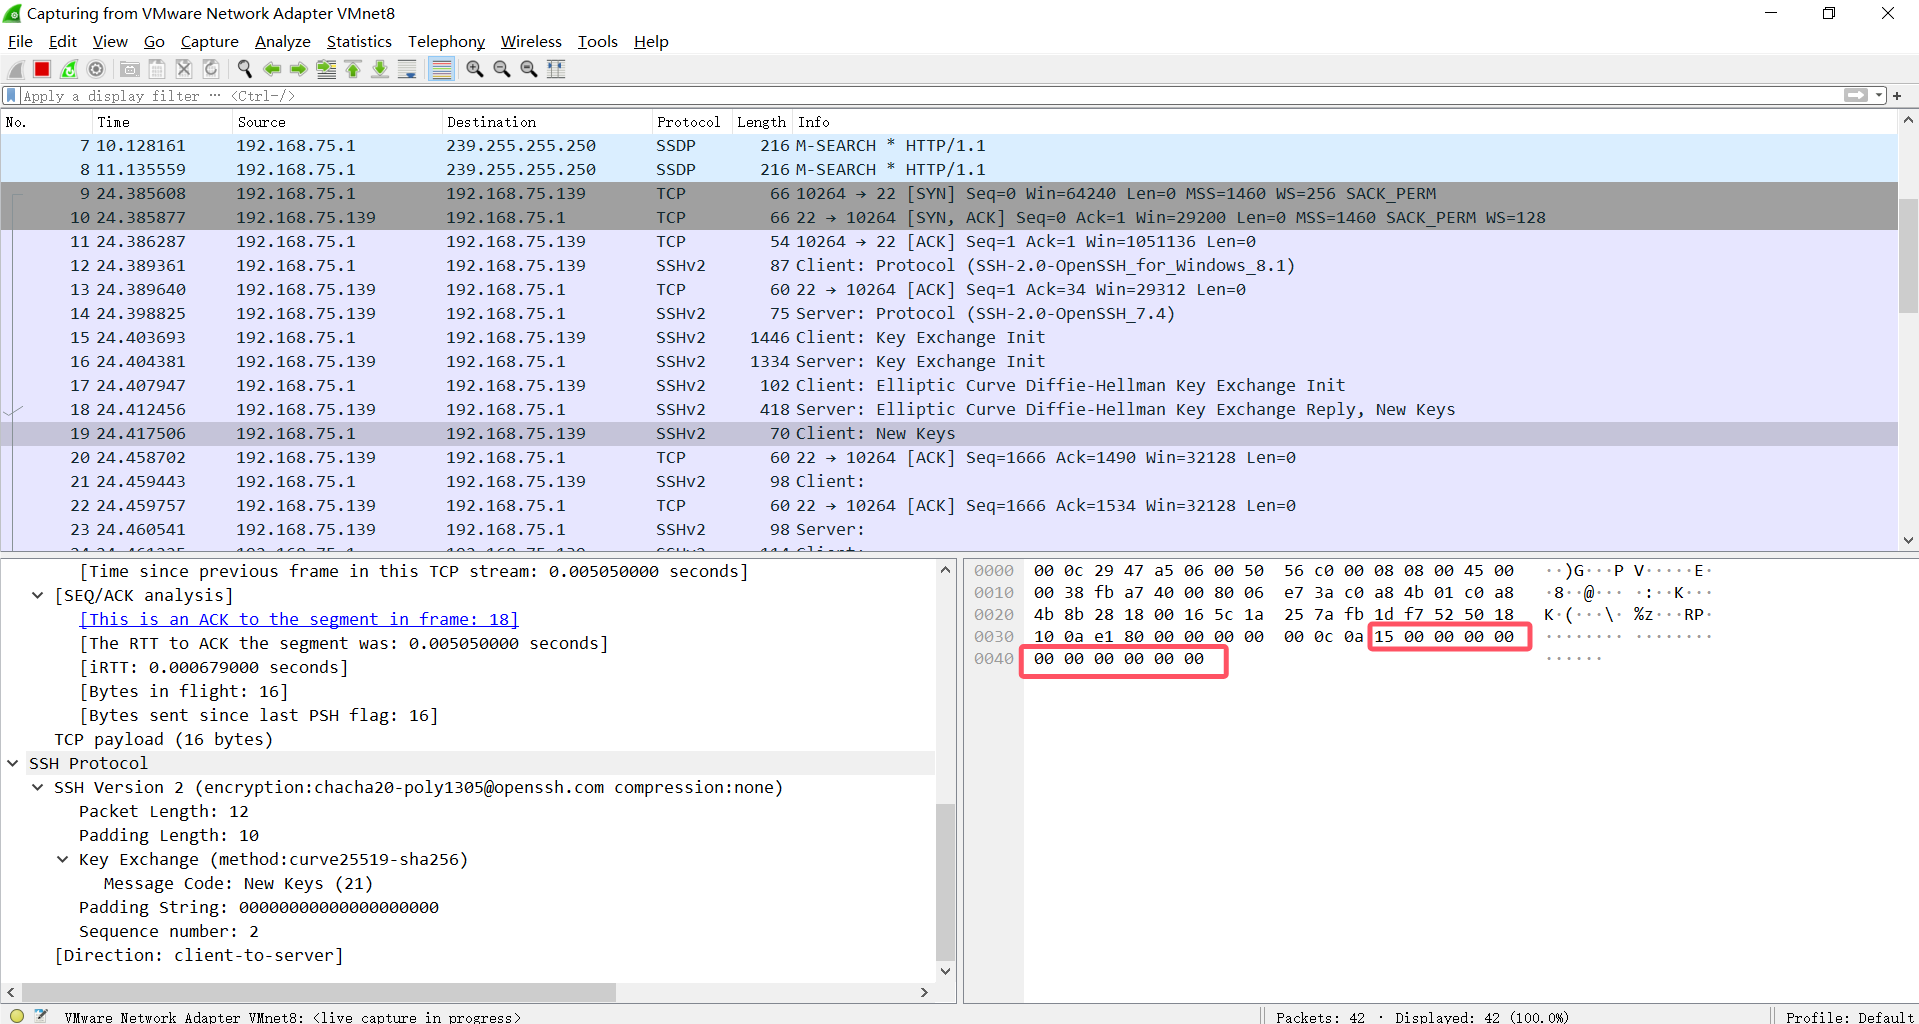 Capturing from VMware Network Adapter VMnet8
File Edit View Go Capture Analyze Statistics Telephony Wireless Tools Help
Apply a display filter ⋯ <Ctrl-/>
No. Time Source Destination Protocol Length Info
7 10.128161 192.168.75.1 239.255.255.250 SSDP 216 M-SEARCH * HTTP/1.1
8 11.135559 192.168.75.1 239.255.255.250 SSDP 216 M-SEARCH * HTTP/1.1
9 24.385608 192.168.75.1 192.168.75.139 TCP 66 10264 → 22 [SYN] Seq=0 Win=64240 Len=0 MSS=1460 WS=256 SACK_PERM
10 24.385877 192.168.75.139 192.168.75.1 TCP 66 22 → 10264 [SYN, ACK] Seq=0 Ack=1 Win=29200 Len=0 MSS=1460 SACK_PERM WS=128
11 24.386287 192.168.75.1 192.168.75.139 TCP 54 10264 → 22 [ACK] Seq=1 Ack=1 Win=1051136 Len=0
12 24.389361 192.168.75.1 192.168.75.139 SSHv2 87 Client: Protocol (SSH-2.0-OpenSSH_for_Windows_8.1)
13 24.389640 192.168.75.139 192.168.75.1 TCP 60 22 → 10264 [ACK] Seq=1 Ack=34 Win=29312 Len=0
14 24.398825 192.168.75.139 192.168.75.1 SSHv2 75 Server: Protocol (SSH-2.0-OpenSSH_7.4)
15 24.403693 192.168.75.1 192.168.75.139 SSHv2 1446 Client: Key Exchange Init
16 24.404381 192.168.75.139 192.168.75.1 SSHv2 1334 Server: Key Exchange Init
17 24.407947 192.168.75.1 192.168.75.139 SSHv2 102 Client: Elliptic Curve Diffie-Hellman Key Exchange Init
18 24.412456 192.168.75.139 192.168.75.1 SSHv2 418 Server: Elliptic Curve Diffie-Hellman Key Exchange Reply, New Keys
19 24.417506 192.168.75.1 192.168.75.139 SSHv2 70 Client: New Keys
20 24.458702 192.168.75.139 192.168.75.1 TCP 60 22 → 10264 [ACK] Seq=1666 Ack=1490 Win=32128 Len=0
21 24.459443 192.168.75.1 192.168.75.139 SSHv2 98 Client:
22 24.459757 192.168.75.139 192.168.75.1 TCP 60 22 → 10264 [ACK] Seq=1666 Ack=1534 Win=32128 Len=0
23 24.460541 192.168.75.139 192.168.75.1 SSHv2 98 Server:
[Time since previous frame in this TCP stream: 0.005050000 seconds]
[SEQ/ACK analysis]
[This is an ACK to the segment in frame: 18]
[The RTT to ACK the segment was: 0.005050000 seconds]
[iRTT: 0.000679000 seconds]
[Bytes in flight: 16]
[Bytes sent since last PSH flag: 16]
TCP payload (16 bytes)
SSH Protocol
SSH Version 2 (encryption:chacha20-poly1305@openssh.com compression:none)
Packet Length: 12
Padding Length: 10
Key Exchange (method:curve25519-sha256)
Message Code: New Keys (21)
Padding String: 00000000000000000000
Sequence number: 2
[Direction: client-to-server]
0000 00 0c 29 47 a5 06 00 50 56 c0 00 08 08 00 45 00 ··)G···P V·····E·
0010 00 38 fb a7 40 00 80 06 e7 3a c0 a8 4b 01 c0 a8 ·8··@··· ·:··K···
0020 4b 8b 28 18 00 16 5c 1a 25 7a fb 1d f7 52 50 18 K·(···\· %z···RP·
0030 10 0a e1 80 00 00 00 00 00 0c 0a 15 00 00 00 00 ········ ········
0040 00 00 00 00 00 00 ······
VMware Network Adapter VMnet8: <live capture in progress>
Packets: 42 · Displayed: 42 (100.0%)
Profile: Default